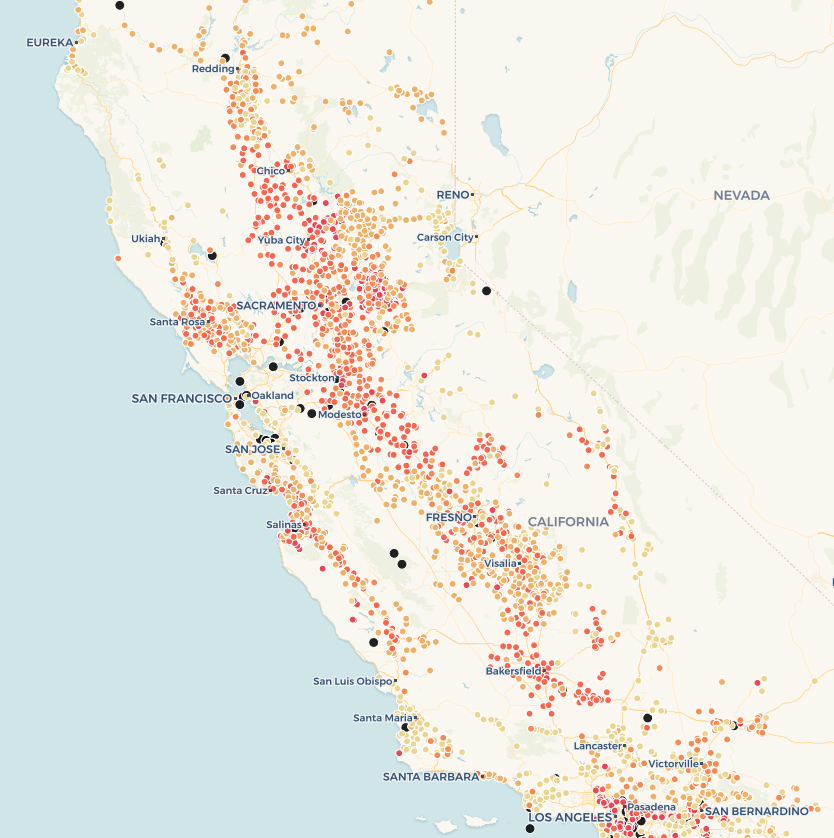 EUREKA
Redding
Chico
RENO
NEVADA
Ukiah
Yuba City
Carson City
SACRAMENTO
Santa Rosa
Stockton
SAN FRANCISCO
Oakland
Modesto
SAN JOSE
Santa Cruz
FRESNO
CALIFORNIA
Salinas
Visalia
Bakersfield
San Luis Obispo
Santa Maria
Lancaster
Victorville
SANTA BARBARA
Pasadena
SAN BERNARDINO
LOS ANGELES